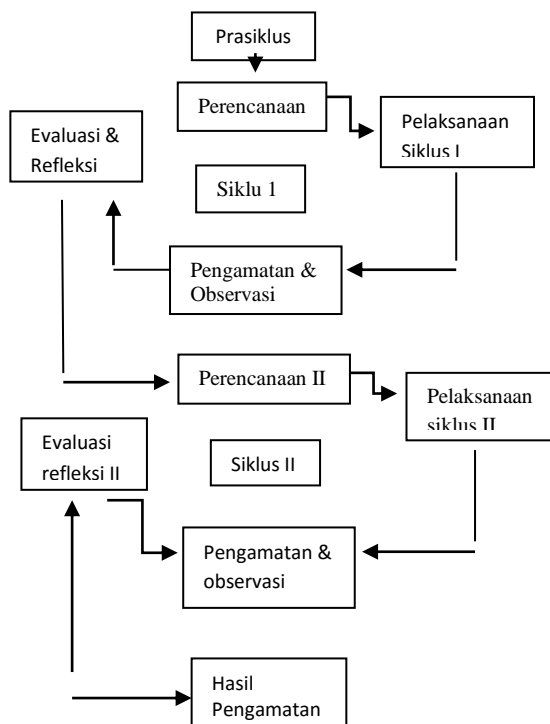 Prasiklus
Perencanaan
Pelaksanaan
Siklus I
Evaluasi &
Refleksi
Siklu 1
Pengamatan &
Observasi
Perencanaan II
Pelaksanaan
siklus II
Evaluasi
refleksi II
Siklus II
Pengamatan &
observasi
Hasil
Pengamatan